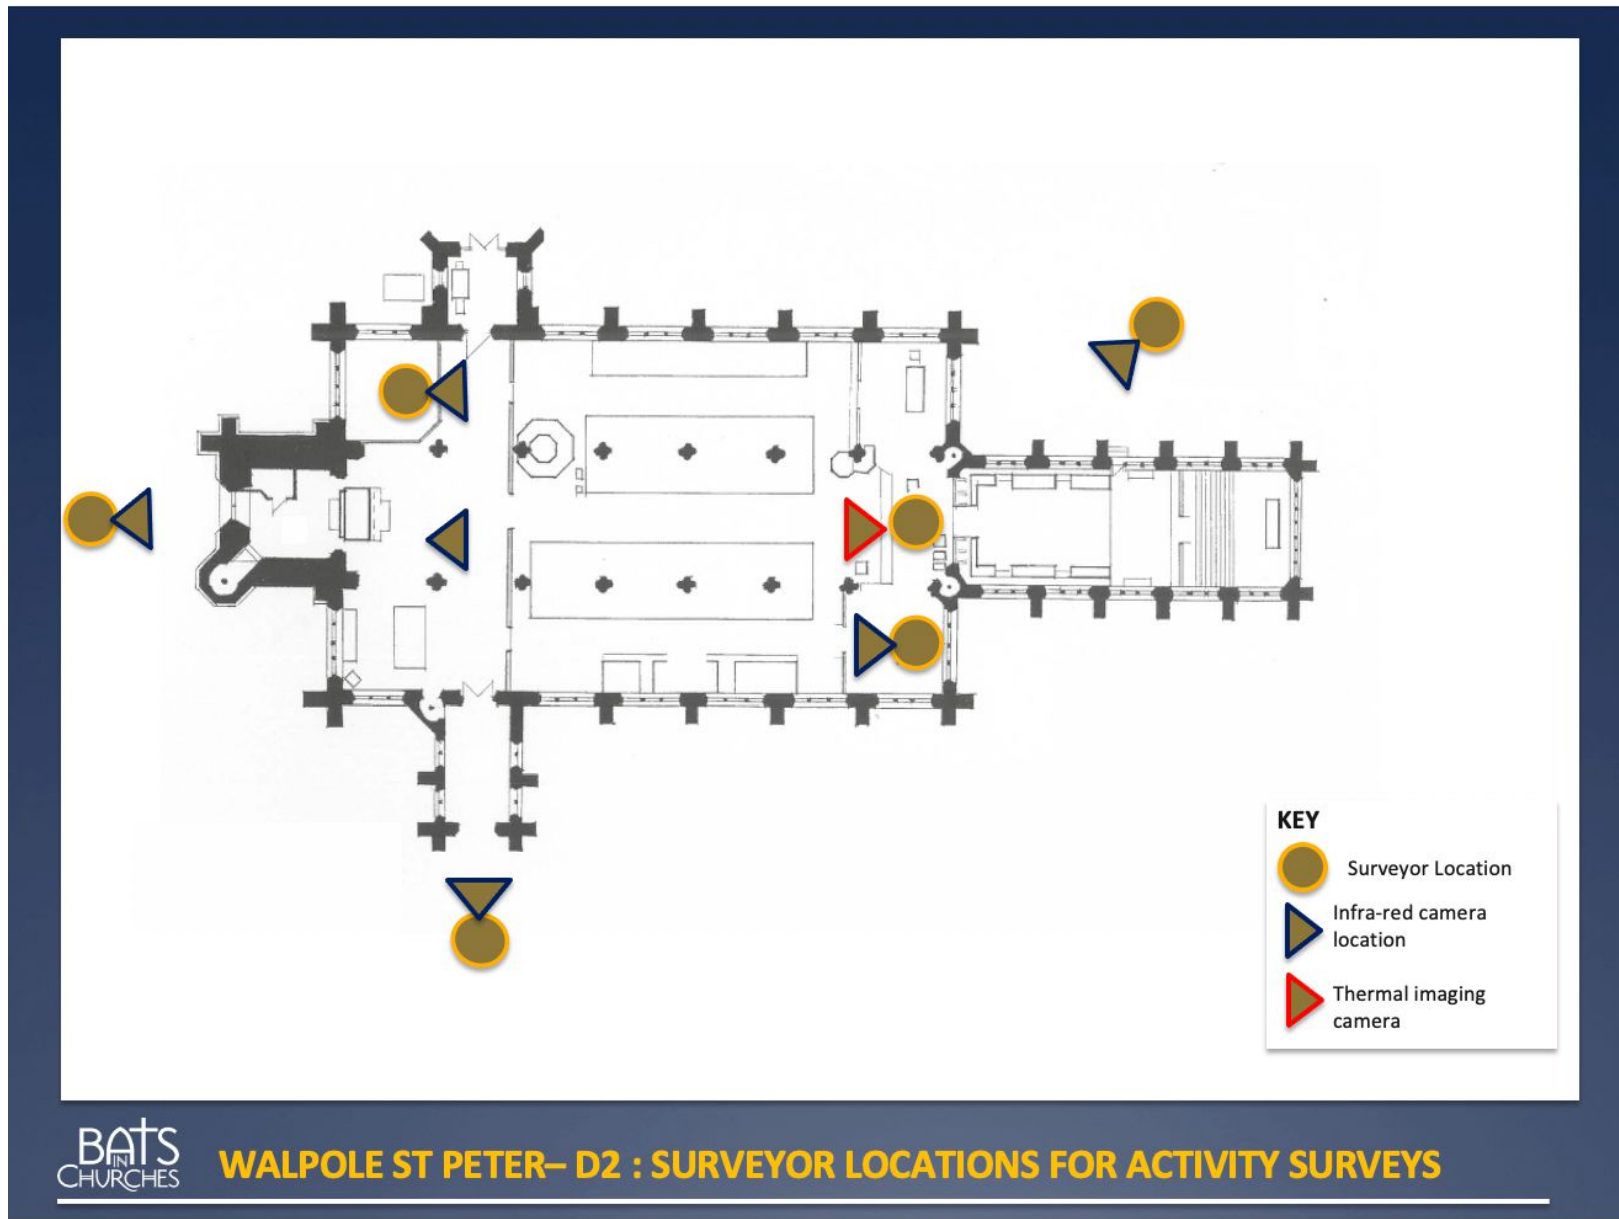 KEY
Surveyor Location
Infra-red camera
location
Thermal imaging
camera
BATS
IN
CHURCHES
WALPOLE ST PETER– D2 : SURVEYOR LOCATIONS FOR ACTIVITY SURVEYS